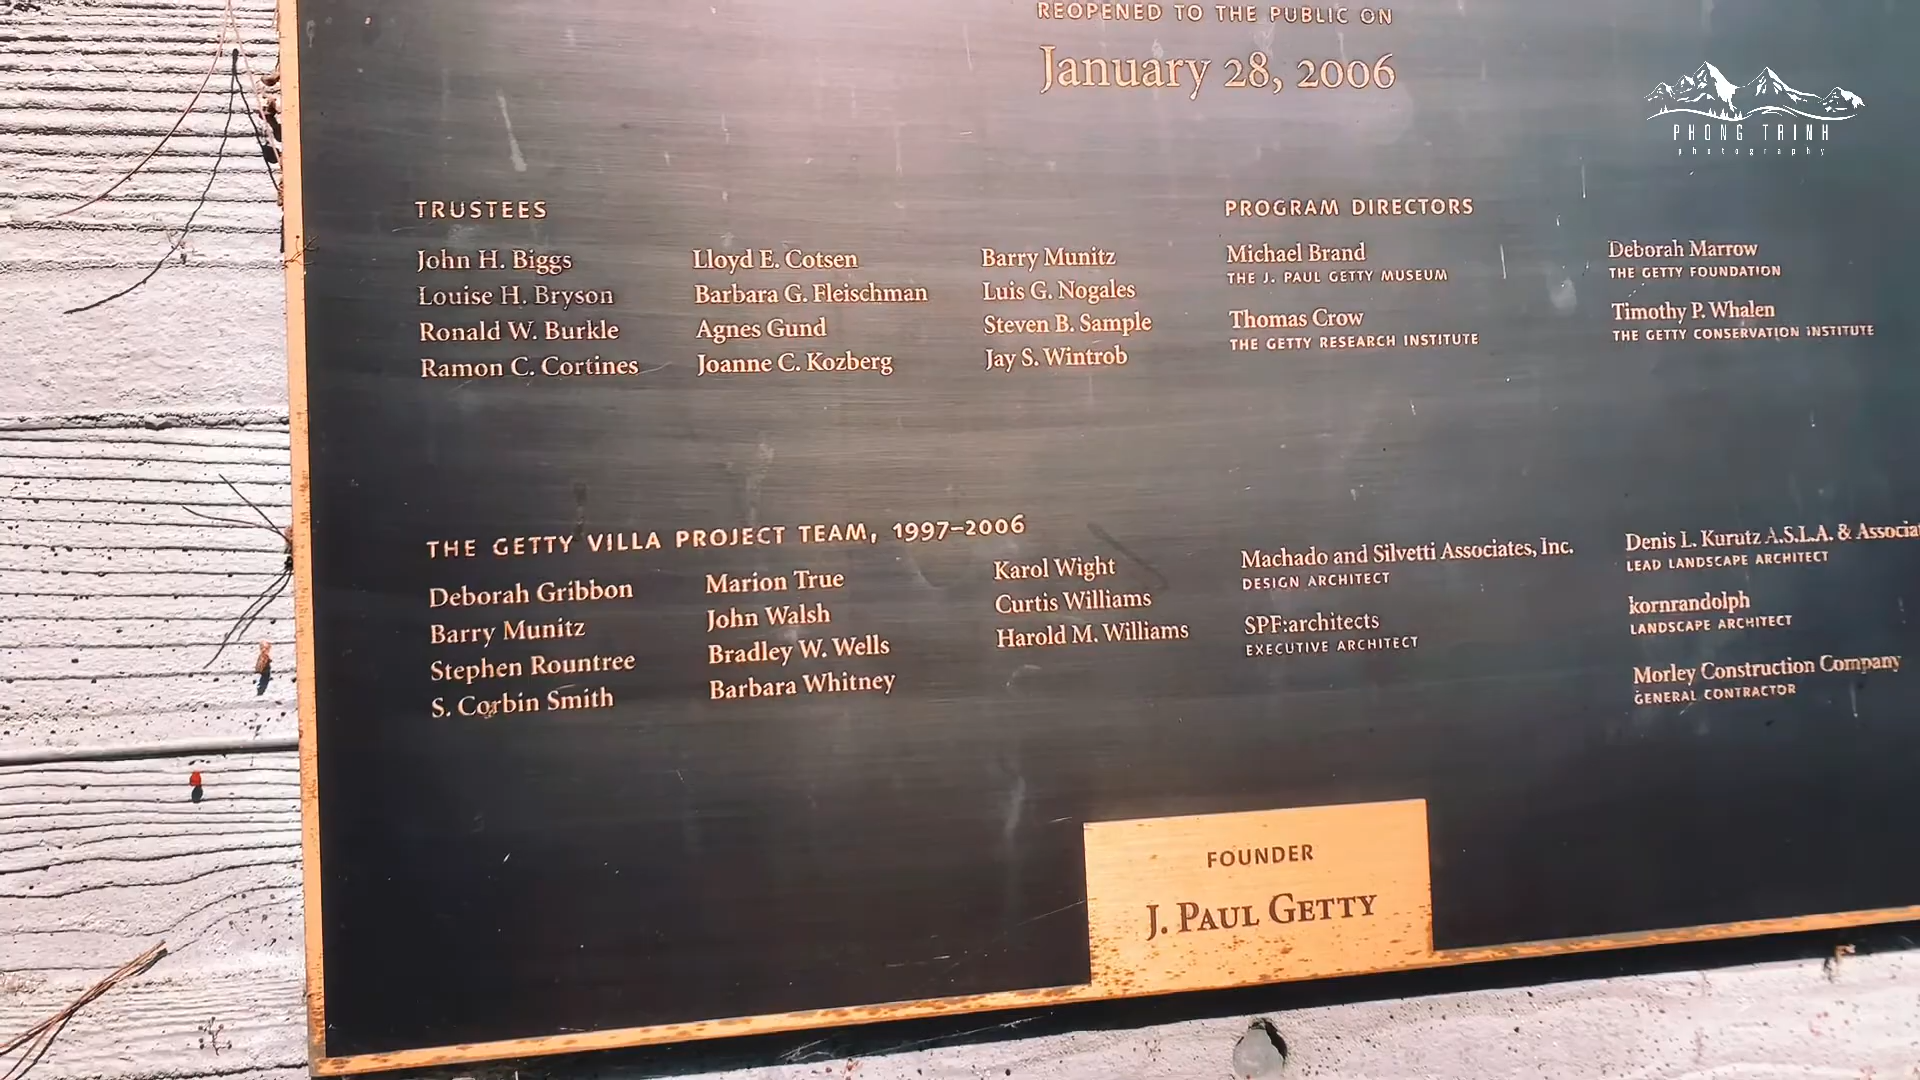 REOPENED TO THE PUBLIC ON
January 28, 2006
PHONG TRINH
photography
TRUSTEES
John H. Biggs
Louise H. Bryson
Ronald W. Burkle
Ramon C. Cortines
Lloyd E. Cotsen
Barbara G. Fleischman
Agnes Gund
Joanne C. Kozberg
Barry Munitz
Luis G. Nogales
Steven B. Sample
Jay S. Wintrob
PROGRAM DIRECTORS
Michael Brand
THE J. PAUL GETTY MUSEUM
Thomas Crow
THE GETTY RESEARCH INSTITUTE
Deborah Marrow
THE GETTY FOUNDATION
Timothy P. Whalen
THE GETTY CONSERVATION INSTITUTE
THE GETTY VILLA PROJECT TEAM, 1997–2006
Deborah Gribbon
Barry Munitz
Stephen Rountree
S. Corbin Smith
Marion True
John Walsh
Bradley W. Wells
Barbara Whitney
Karol Wight
Curtis Williams
Harold M. Williams
Machado and Silvetti Associates, Inc.
DESIGN ARCHITECT
SPF:architects
EXECUTIVE ARCHITECT
Denis L. Kurutz A.S.L.A. &
LEAD LANDSCAPE ARCHITECT
kornrandolph
LANDSCAPE ARCHITECT
Morley Construction Company
GENERAL CONTRACTOR
FOUNDER
J. PAUL GETTY